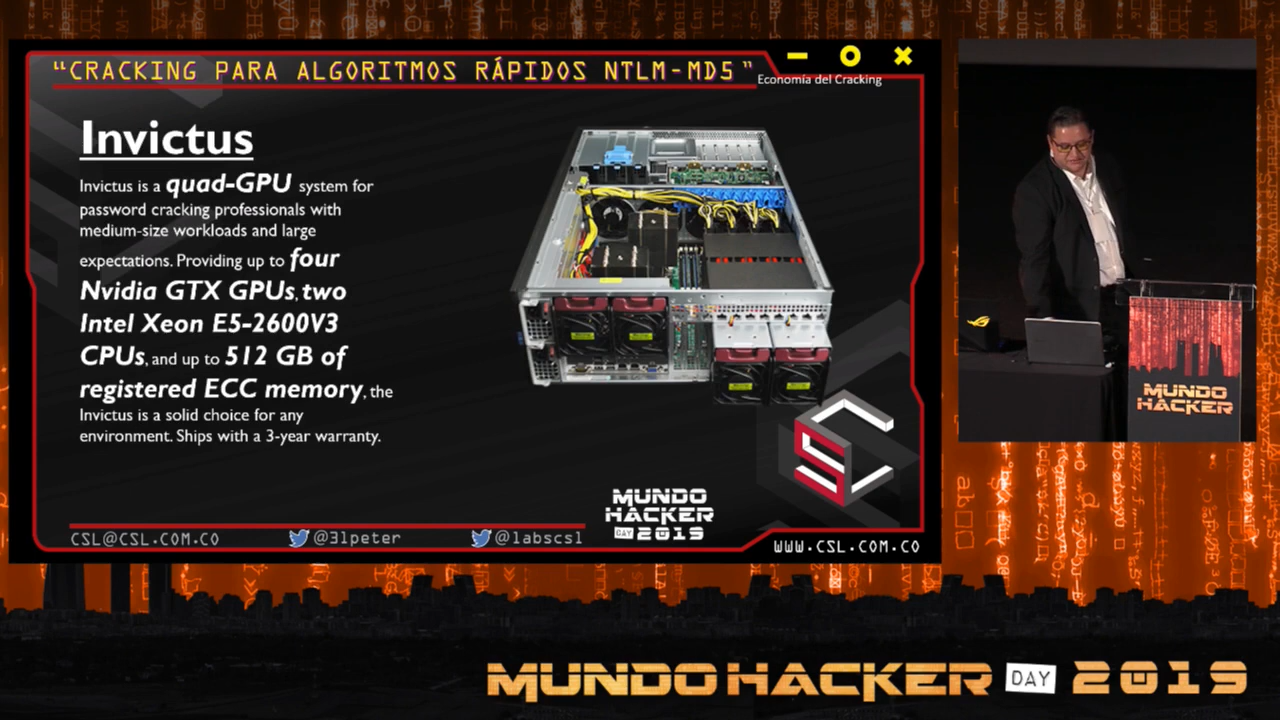 “CRACKING PARA ALGORITMOS RÁPIDOS NTLM-MD5”
Economía del Cracking
Invictus
Invictus is a quad-GPU system for
password cracking professionals with
medium-size workloads and large
expectations. Providing up to four
Nvidia GTX GPUs, two
Intel Xeon E5-2600V3
CPUs, and up to 512 GB of
registered ECC memory, the
Invictus is a solid choice for any
environment. Ships with a 3-year warranty.
MUNDO
HACKER
DAY 2019
CSL@CSL.COM.CO
@31peter
@labscsl
WWW.CSL.COM.CO
MUNDO
HACKER
MUNDO HACKER DAY 2019